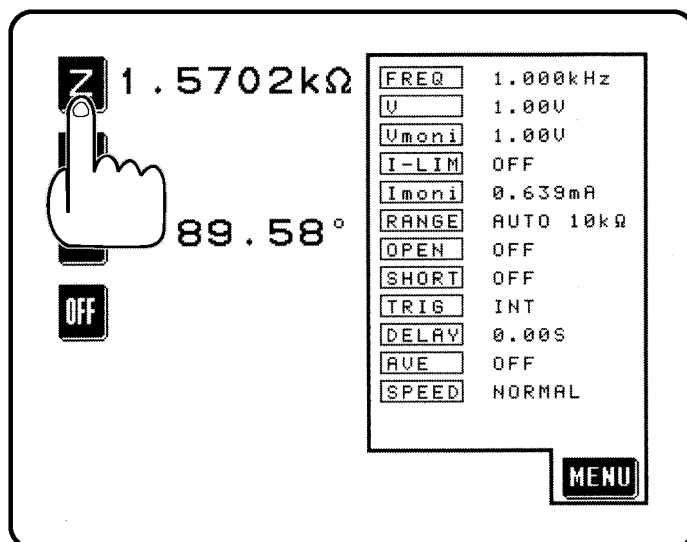 Z 1.5702kΩ
89.58°
OFF
FREQ 1.000kHz
V 1.00V
Vmoni 1.00V
I-LIM OFF
Imoni 0.639mA
RANGE AUTO 10kΩ
OPEN OFF
SHORT OFF
TRIG INT
DELAY 0.00S
AVE OFF
SPEED NORMAL
MENU